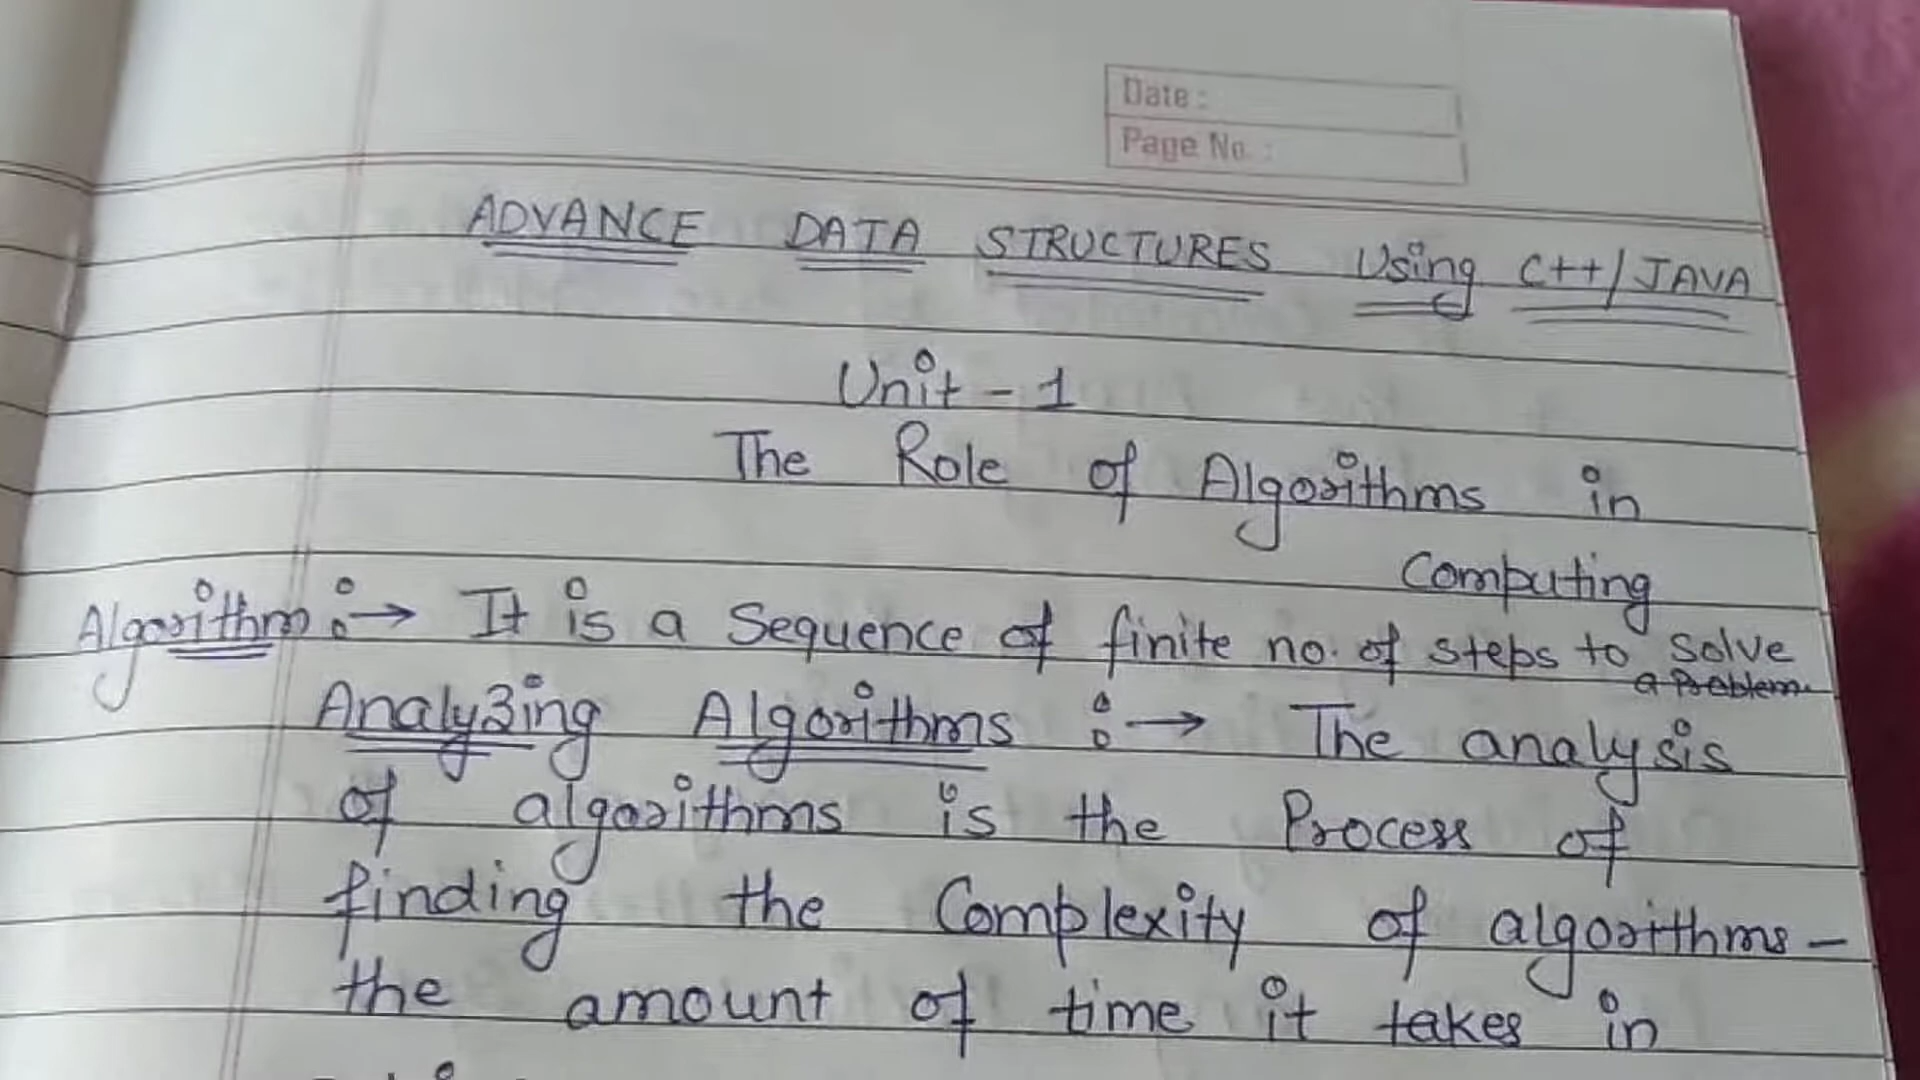 Date :
Page No. :
ADVANCE DATA STRUCTURES Using C++/JAVA
Unit - 1
The Role of Algorithms in
Computing
Algorithm :→ It is a Sequence of finite no. of steps to solve
a problem.
Analyzing Algorithms :→ The analysis
of algorithms is the Process of
finding the Complexity of algorithms -
the amount of time it takes in